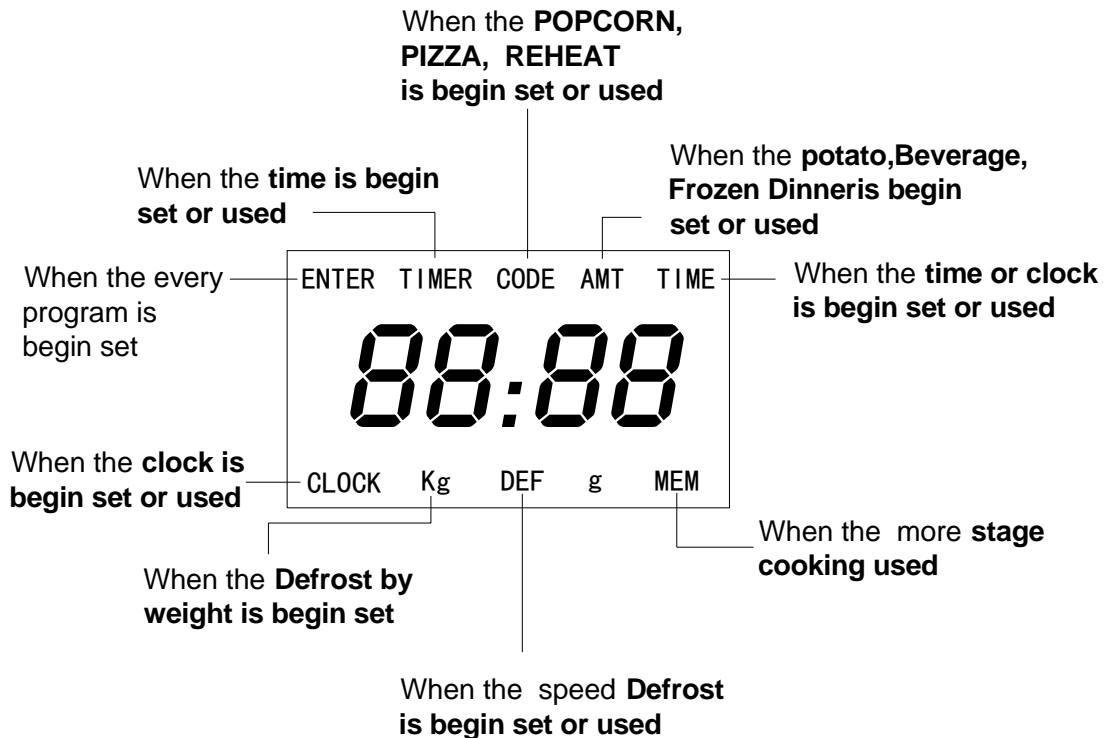 When the POPCORN,
PIZZA, REHEAT
is begin set or used
When the potato,Beverage,
Frozen Dinneris begin
set or used
When the time is begin
set or used
When the every
program is
begin set
ENTER TIMER CODE AMT TIME
When the time or clock
is begin set or used
88:88
When the clock is
begin set or used
CLOCK Kg DEF g MEM
When the more stage
cooking used
When the Defrost by
weight is begin set
When the speed Defrost
is begin set or used